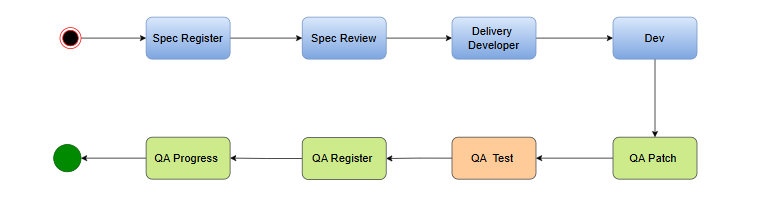 Spec Register
Spec Review
Delivery
Developer
Dev
QA Progress
QA Register
QA  Test
QA Patch